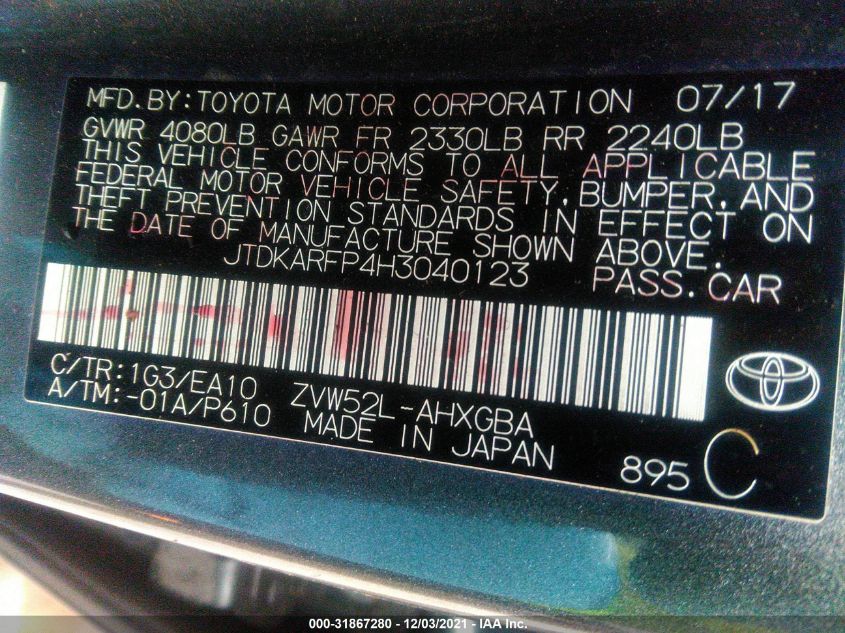 MFD.BY:TOYOTA MOTOR CORPORATION 07/17
GVWR 4080LB GAWR FR 2330LB RR 2240LB
THIS VEHICLE CONFORMS TO ALL APPLICABLE
FEDERAL MOTOR VEHICLE SAFETY,BUMPER,AND
THEFT PREVENTION STANDARDS IN EFFECT ON
THE DATE OF MANUFACTURE SHOWN ABOVE.
JTDKARFP4H3040123 PASS.CAR
C/TR:1G3/EA10 ZVW52L-AHXGBA
A/TM:-01A/P610 MADE IN JAPAN
895 C
000-31867280 - 12/03/2021 - IAA Inc.